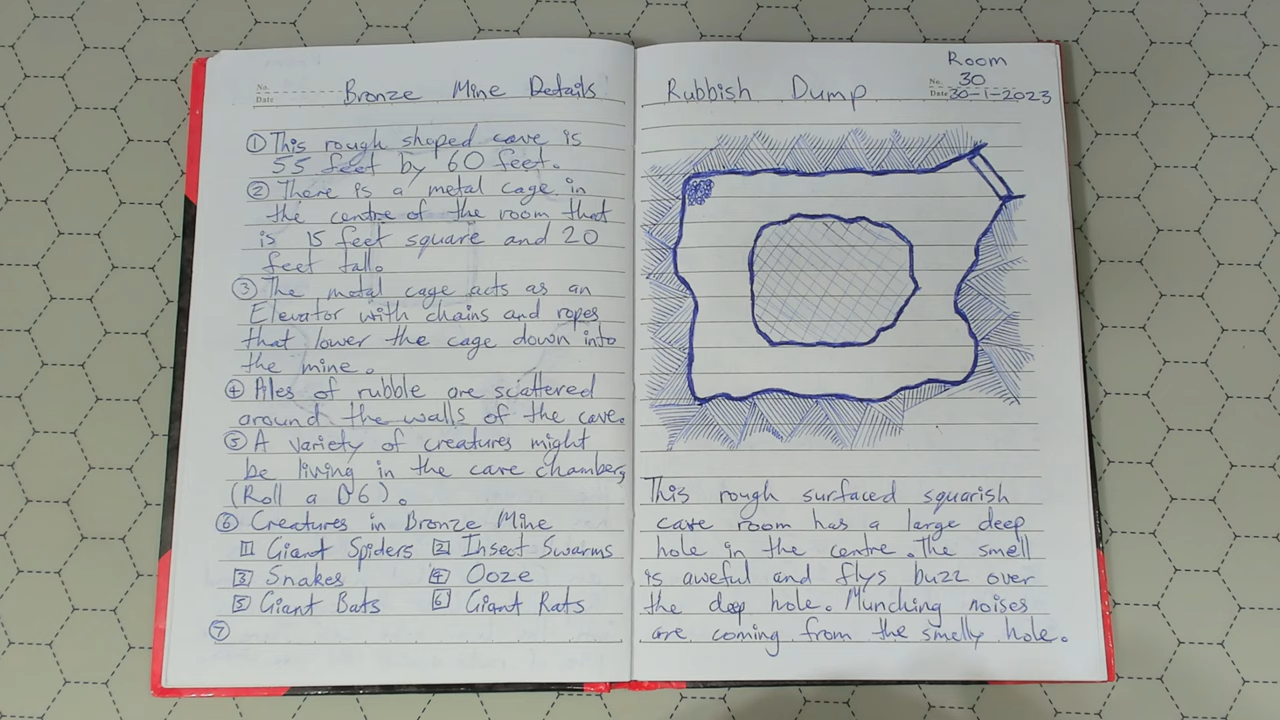 No.
Date
Bronze Mine Details
① This rough shaped cave is
55 feet by 60 feet.
② There is a metal cage in
the centre of the room that
is 15 feet square and 20
feet tall.
③ The metal cage acts as an
Elevator with chains and ropes
that lower the cage down into
the mine.
④ Piles of rubble are scattered
around the walls of the cave.
⑤ A variety of creatures might
be living in the cave chamber,
(Roll a D6).
⑥ Creatures in Bronze Mine
1 Giant Spiders 2 Insect Swarms
3 Snakes 4 Ooze
5 Giant Bats 6 Giant Rats
⑦
Room
Rubbish Dump No. 30
Date 30-1-2023
This rough surfaced squarish
cave room has a large deep
hole in the centre. The smell
is aweful and flys buzz over
the deep hole. Munching noises
are coming from the smelly hole.